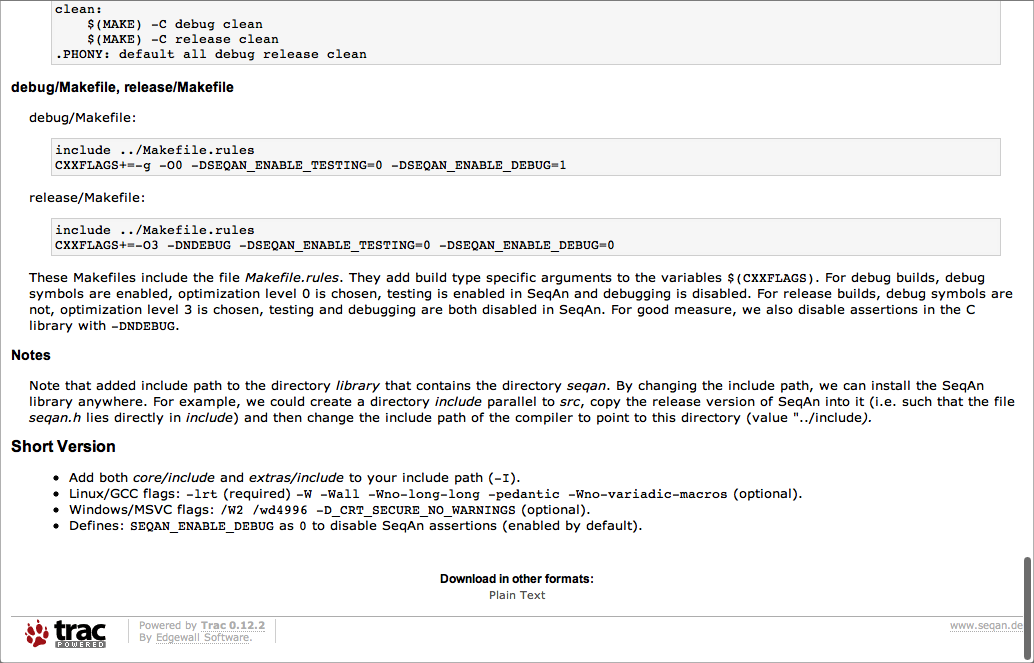 clean:
    $(MAKE) -C debug clean
    $(MAKE) -C release clean
.PHONY: default all debug release clean
debug/Makefile, release/Makefile
debug/Makefile:
include ../Makefile.rules
CXXFLAGS+=-g -O0 -DSEQAN_ENABLE_TESTING=0 -DSEQAN_ENABLE_DEBUG=1
release/Makefile:
include ../Makefile.rules
CXXFLAGS+=-O3 -DNDEBUG -DSEQAN_ENABLE_TESTING=0 -DSEQAN_ENABLE_DEBUG=0
These Makefiles include the file Makefile.rules. They add build type specific arguments to the variables $(CXXFLAGS). For debug builds, debug
symbols are enabled, optimization level 0 is chosen, testing is enabled in SeqAn and debugging is disabled. For release builds, debug symbols are
not, optimization level 3 is chosen, testing and debugging are both disabled in SeqAn. For good measure, we also disable assertions in the C
library with -DNDEBUG.
Notes
Note that added include path to the directory library that contains the directory seqan. By changing the include path, we can install the SeqAn
library anywhere. For example, we could create a directory include parallel to src, copy the release version of SeqAn into it (i.e. such that the file
seqan.h lies directly in include) and then change the include path of the compiler to point to this directory (value "../include).
Short Version
• Add both core/include and extras/include to your include path (-I).
• Linux/GCC flags: -lrt (required) -W -Wall -Wno-long-long -pedantic -Wno-variadic-macros (optional).
• Windows/MSVC flags: /W2 /wd4996 -D_CRT_SECURE_NO_WARNINGS (optional).
• Defines: SEQAN_ENABLE_DEBUG as 0 to disable SeqAn assertions (enabled by default).
Download in other formats:
Plain Text
trac
POWERED
Powered by Trac 0.12.2
By Edgewall Software.
www.seqan.de